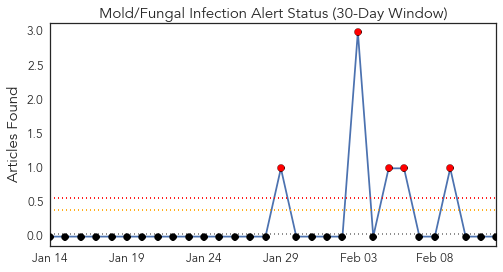 Mold/Fungal Infection Alert Status (30-Day Window)
Articles Found
3.0
2.5
2.0
1.5
1.0
0.5
0.0
Jan 14 Jan 19 Jan 24 Jan 29 Feb 03 Feb 08